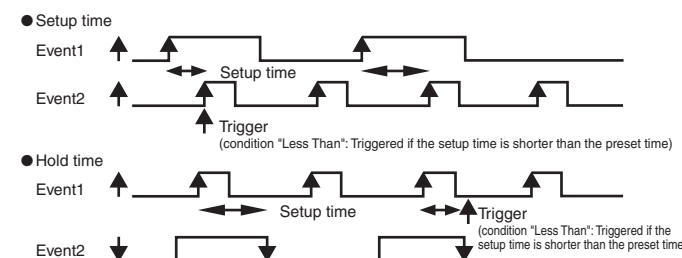 ● Setup time
Event1
Setup time
Event2
Trigger
(condition "Less Than": Triggered if the setup time is shorter than the preset time)
● Hold time
Event1
Setup time
Trigger
(condition "Less Than": Triggered if the
setup time is shorter than the preset time
Event2